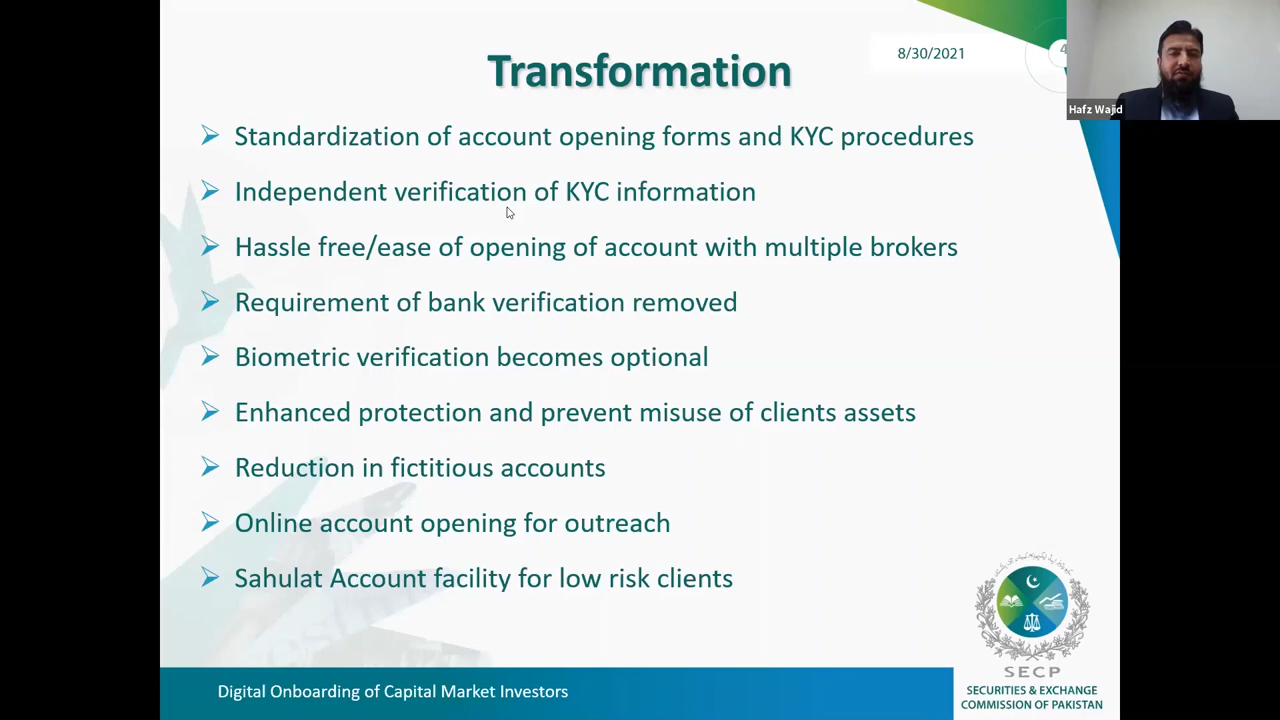 Transformation
8/30/2021
4
Hafz Wajid
Standardization of account opening forms and KYC procedures
Independent verification of KYC information
Hassle free/ease of opening of account with multiple brokers
Requirement of bank verification removed
Biometric verification becomes optional
Enhanced protection and prevent misuse of clients assets
Reduction in fictitious accounts
Online account opening for outreach
Sahulat Account facility for low risk clients
SECP
SECURITIES & EXCHANGE
COMMISSION OF PAKISTAN
Digital Onboarding of Capital Market Investors